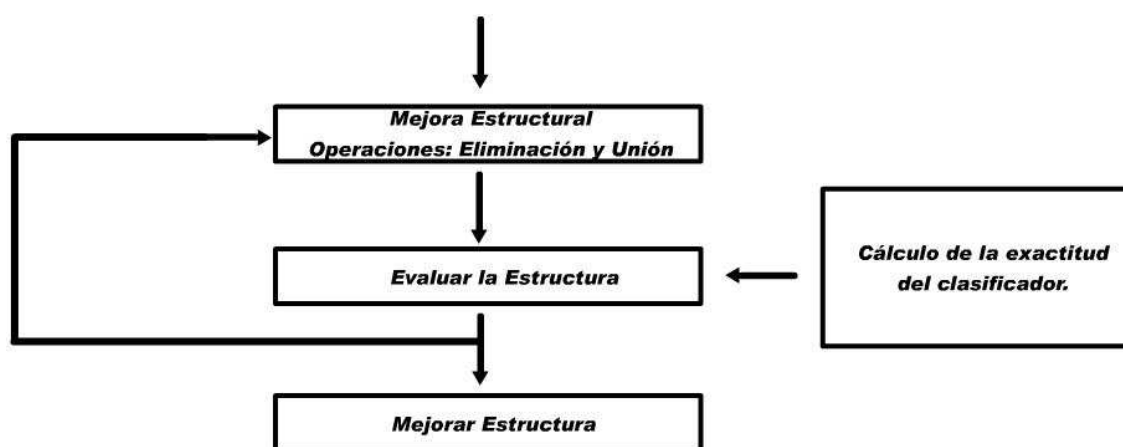 Mejora Estructural
Operaciones: Eliminación y Unión
Evaluar la Estructura
Cálculo de la exactitud
del clasificador.
Mejorar Estructura